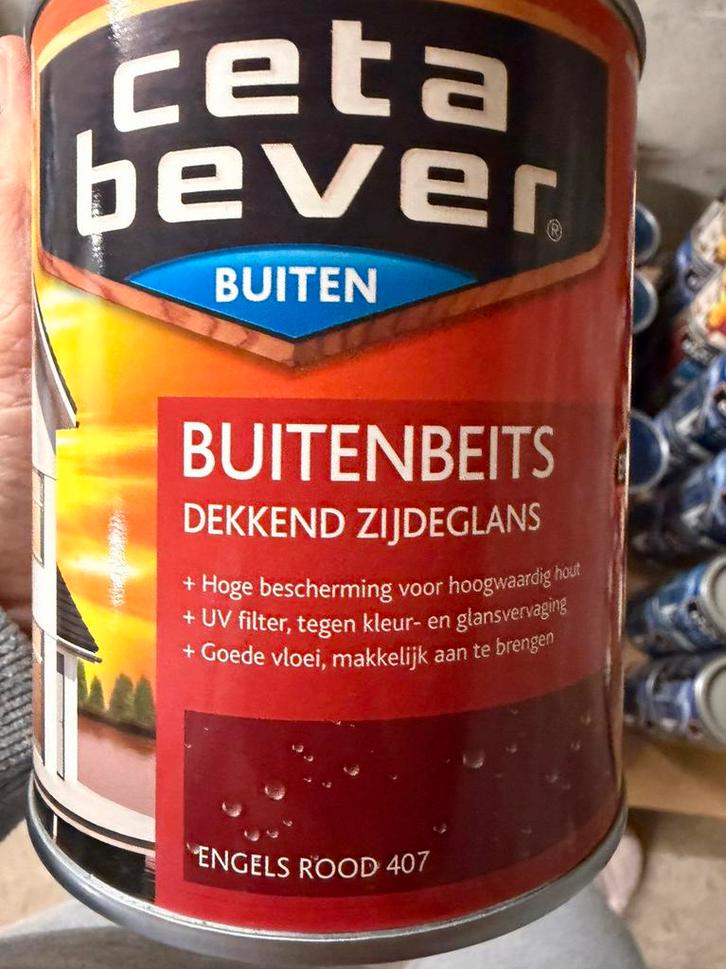 ceta
bever®
BUITEN
BUITENBEITS
DEKKEND ZIJDEGLANS
+ Hoge bescherming voor hoogwaardig hout
+ UV filter, tegen kleur- en glansvervaging
+ Goede vloei, makkelijk aan te brengen
ENGELS ROOD 407